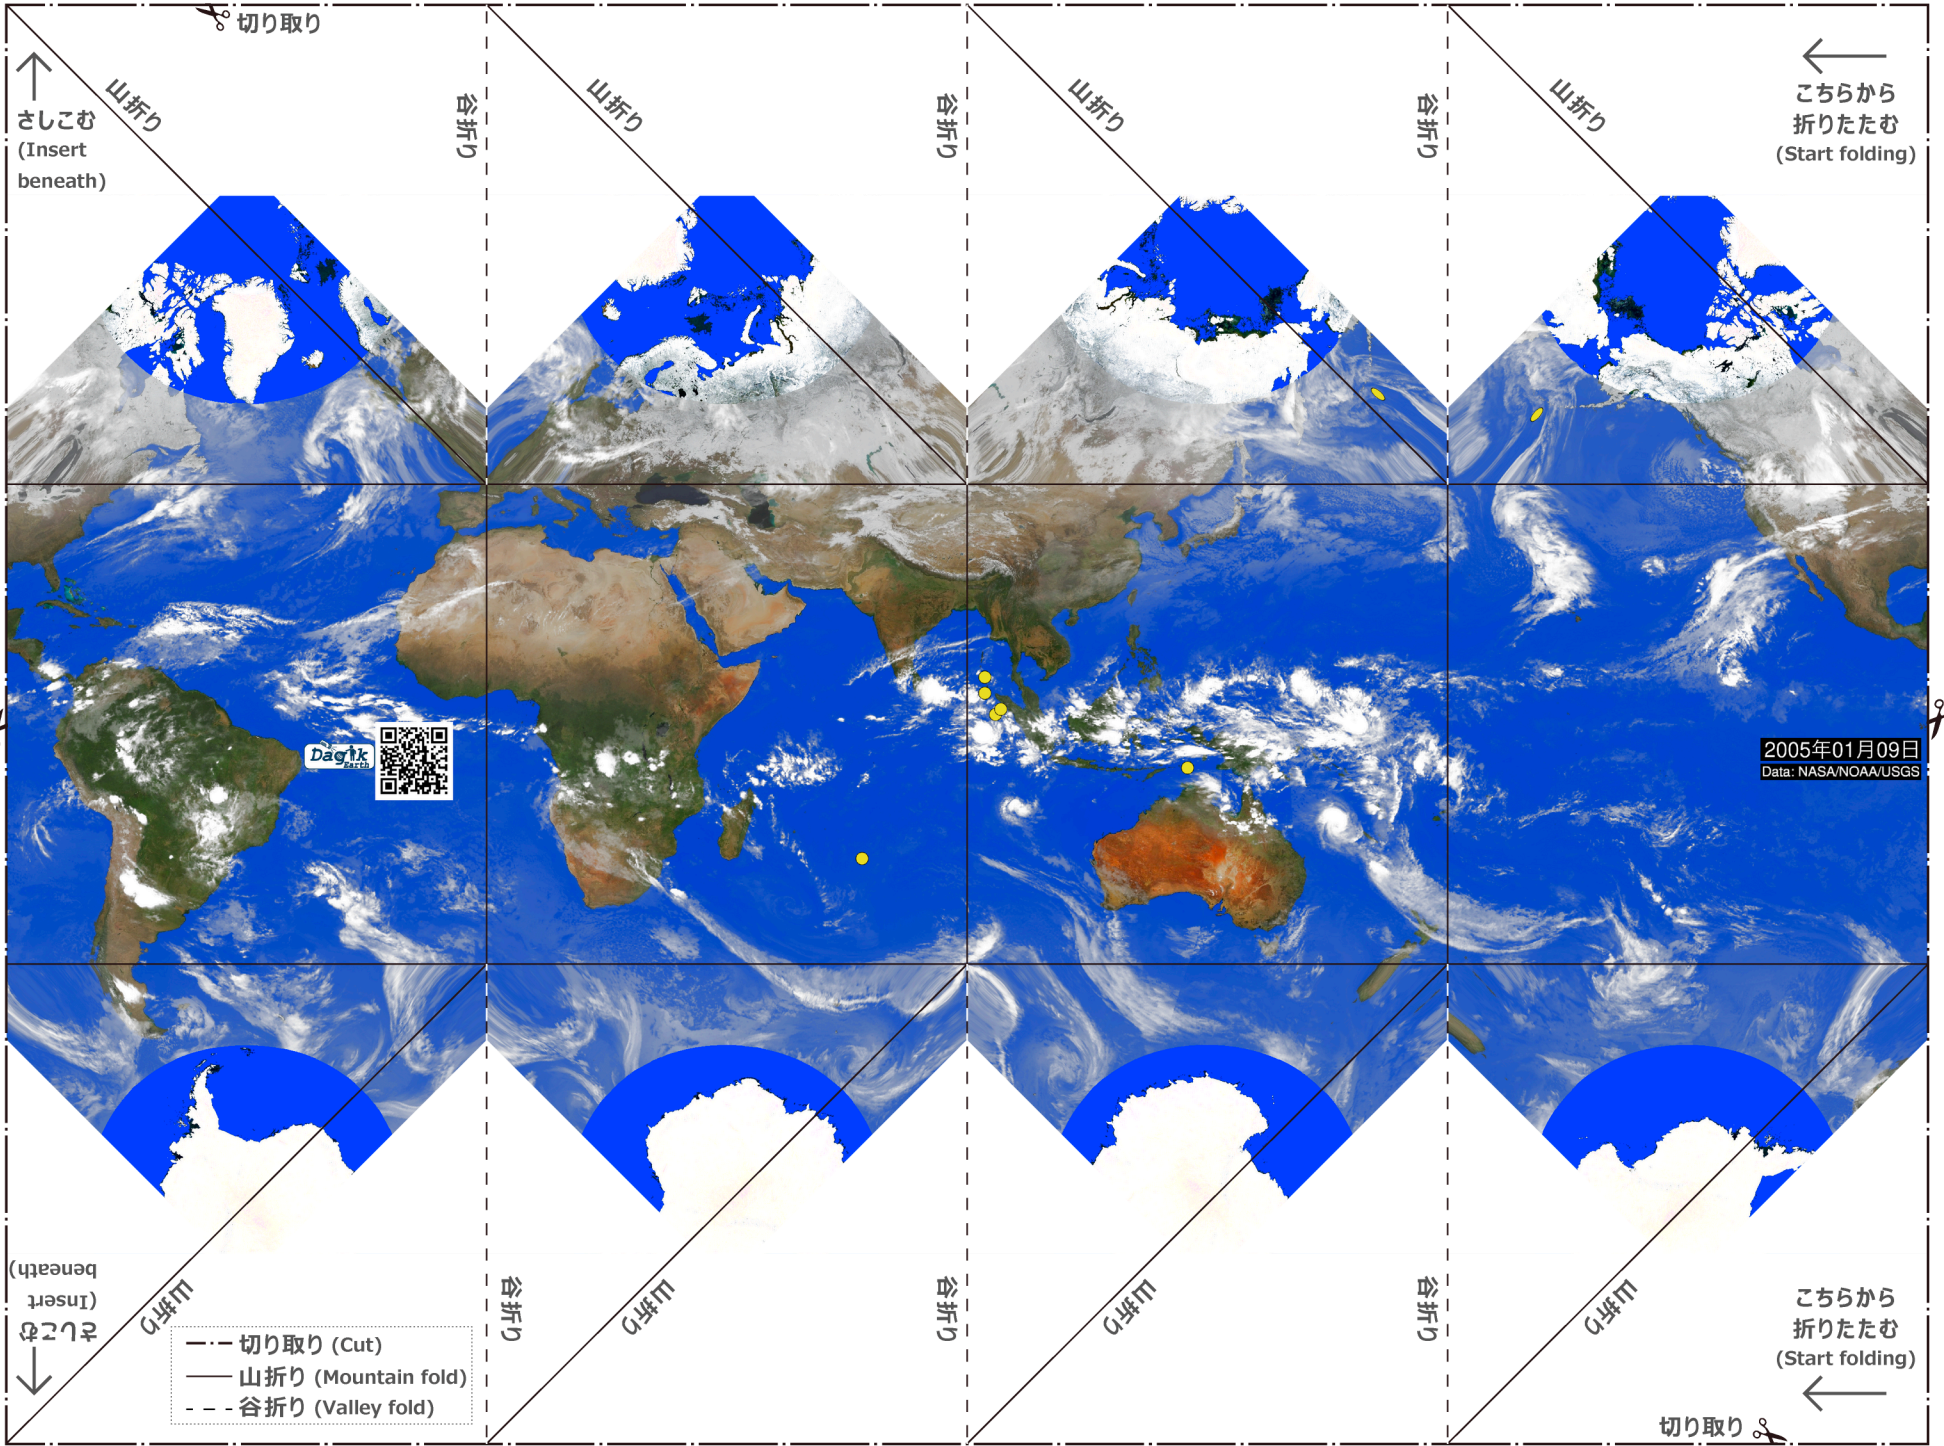 切り取り
山折り
谷折り
山折り
谷折り
山折り
谷折り
山折り
さしこむ
(Insert
beneath)
こちらから
折りたたむ
(Start folding)
Dagik
Earth
2005年01月09日
Data: NASA/NOAA/USGS
さしこむ
(Insert
beneath)
山折り
谷折り
山折り
谷折り
山折り
谷折り
山折り
こちらから
折りたたむ
(Start folding)
切り取り (Cut)
山折り (Mountain fold)
谷折り (Valley fold)
切り取り